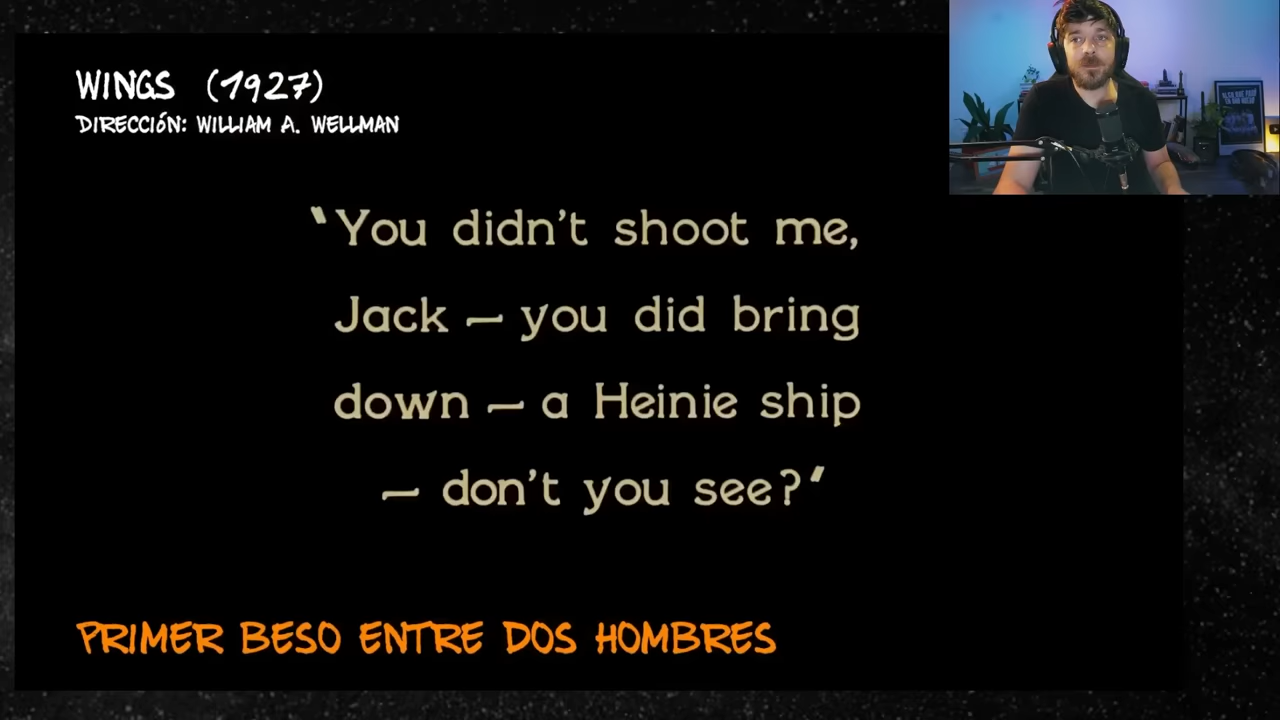 WINGS (1927)
DIRECCIÓN: WILLIAM A. WELLMAN
"You didn't shoot me,
Jack — you did bring
down — a Heinie ship
— don't you see?"
PRIMER BESO ENTRE DOS HOMBRES